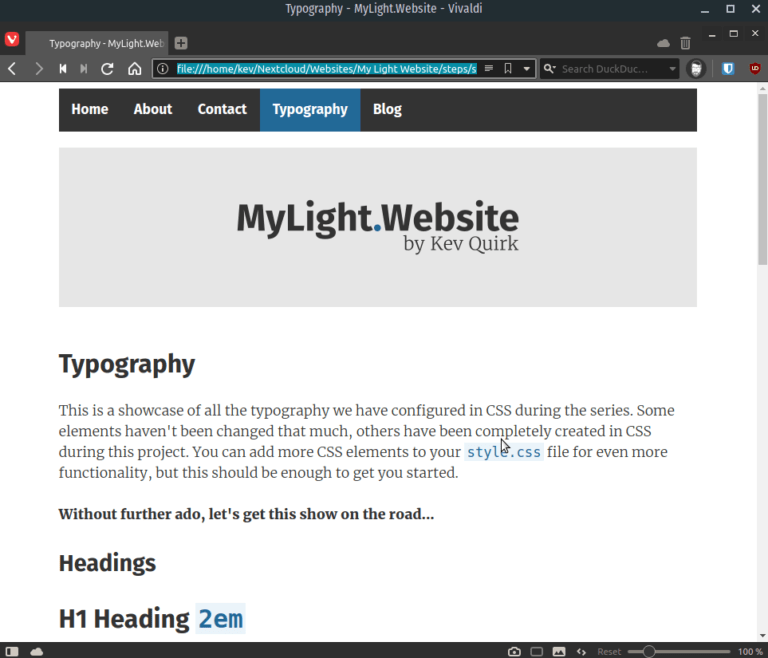 Typography - MyLight.Website - Vivaldi
Typography - MyLight.Web
file:///home/kev/Nextcloud/Websites/My Light Website/steps/s
Search DuckDuc...
Home About Contact Typography Blog
MyLight.Website
by Kev Quirk
Typography
This is a showcase of all the typography we have configured in CSS during the series. Some
elements haven't been changed that much, others have been completely created in CSS
during this project. You can add more CSS elements to your style.css file for even more
functionality, but this should be enough to get you started.
Without further ado, let's get this show on the road...
Headings
H1 Heading 2em
Reset 100 %